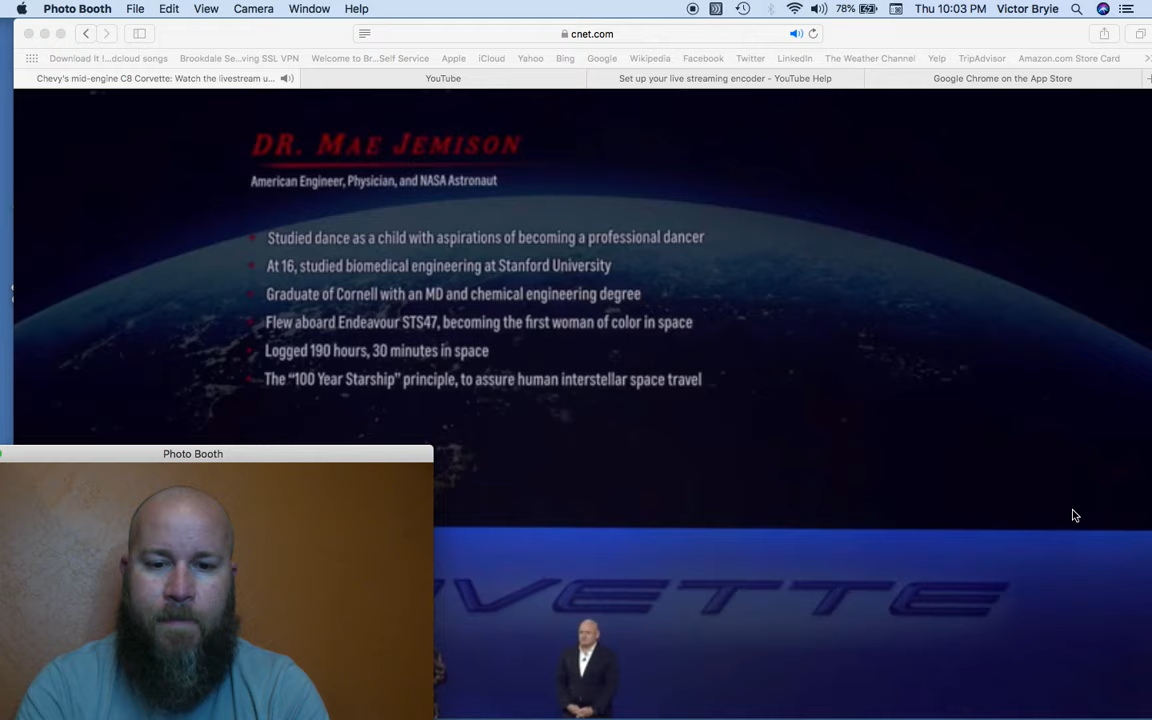 Photo Booth File Edit View Camera Window Help 78% Thu 10:03 PM Victor Bryie
cnet.com
Download It !...dcloud songs Brookdale Se...ving SSL VPN Welcome to Br...Self Service Apple iCloud Yahoo Bing Google Wikipedia Facebook Twitter LinkedIn The Weather Channel Yelp TripAdvisor Amazon.com Store Card
Chevy's mid-engine C8 Corvette: Watch the livestream u... YouTube Set up your live streaming encoder - YouTube Help Google Chrome on the App Store
DR. MAE JEMISON
American Engineer, Physician, and NASA Astronaut
Studied dance as a child with aspirations of becoming a professional dancer
At 16, studied biomedical engineering at Stanford University
Graduate of Cornell with an MD and chemical engineering degree
Flew aboard Endeavour STS47, becoming the first woman of color in space
Logged 190 hours, 30 minutes in space
The "100 Year Starship" principle, to assure human interstellar space travel
Photo Booth
VETTE